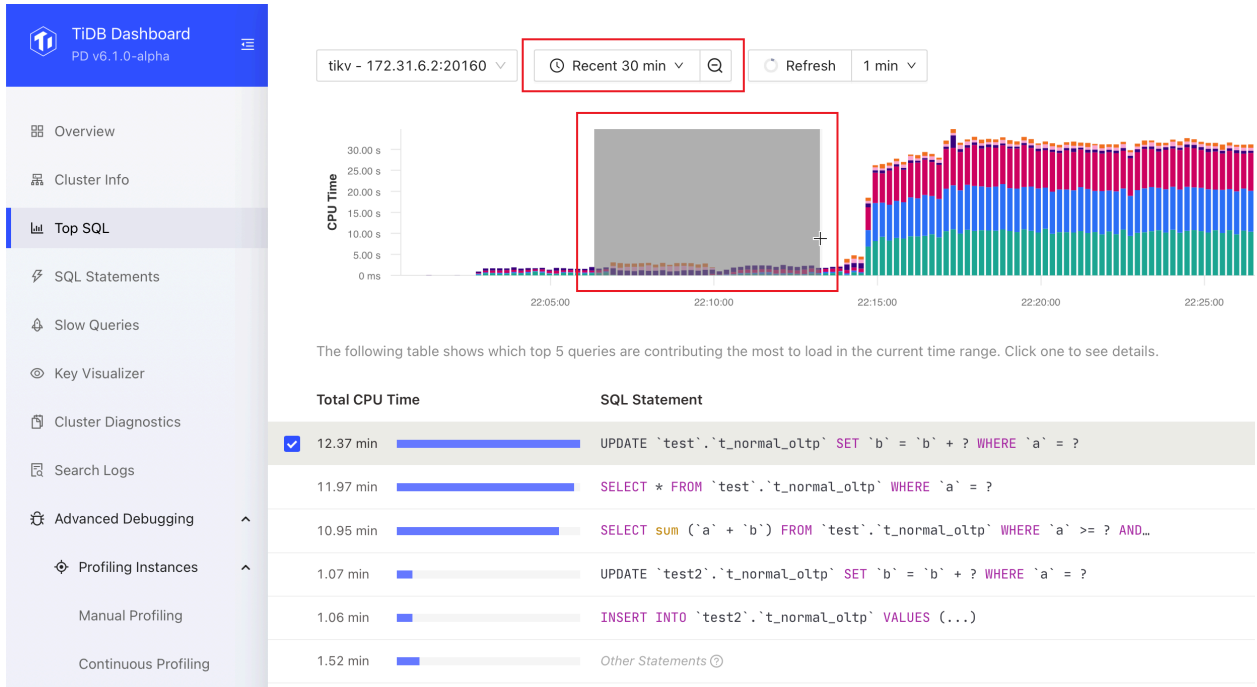 TiDB Dashboard
PD v6.1.0-alpha
Overview
Cluster Info
Top SQL
SQL Statements
Slow Queries
Key Visualizer
Cluster Diagnostics
Search Logs
Advanced Debugging
Profiling Instances
Manual Profiling
Continuous Profiling
tikv - 172.31.6.2:20160
Recent 30 min
Refresh
1 min
CPU Time
30.00 s
25.00 s
20.00 s
15.00 s
10.00 s
5.00 s
0 ms
22:05:00
22:10:00
22:15:00
22:20:00
22:25:00
The following table shows which top 5 queries are contributing the most to load in the current time range. Click one to see details.
Total CPU Time SQL Statement
12.37 min UPDATE `test`.`t_normal_oltp` SET `b` = `b` + ? WHERE `a` = ?
11.97 min SELECT * FROM `test`.`t_normal_oltp` WHERE `a` = ?
10.95 min SELECT sum (`a` + `b`) FROM `test`.`t_normal_oltp` WHERE `a` >= ? AND…
1.07 min UPDATE `test2`.`t_normal_oltp` SET `b` = `b` + ? WHERE `a` = ?
1.06 min INSERT INTO `test2`.`t_normal_oltp` VALUES (...)
1.52 min Other Statements